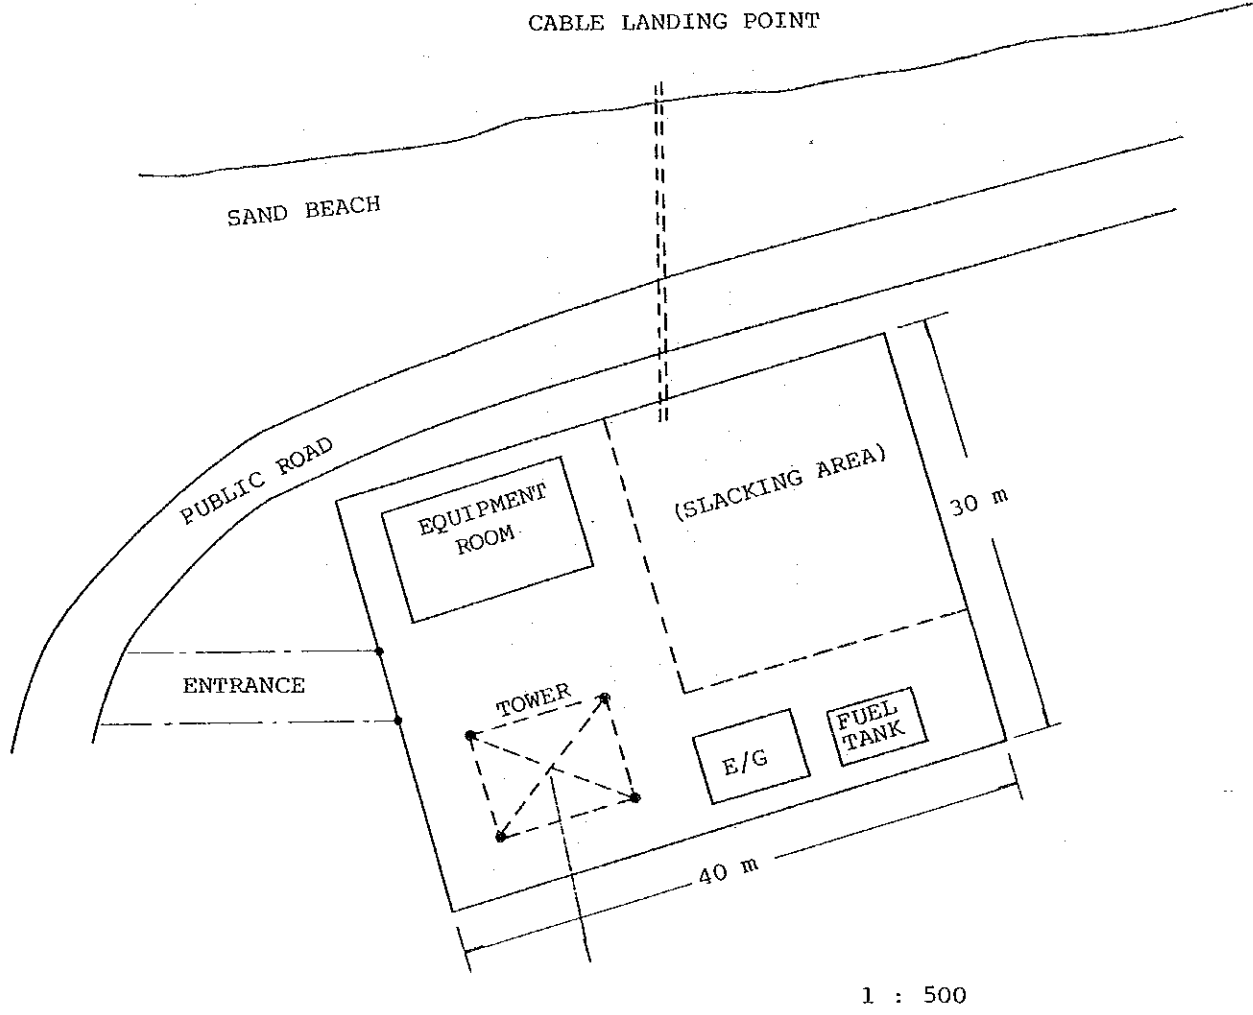 CABLE LANDING POINT
SAND BEACH
PUBLIC ROAD
EQUIPMENT
ROOM
(SLACKING AREA)
30 m
ENTRANCE
TOWER
E/G
FUEL
TANK
40 m
1 : 500